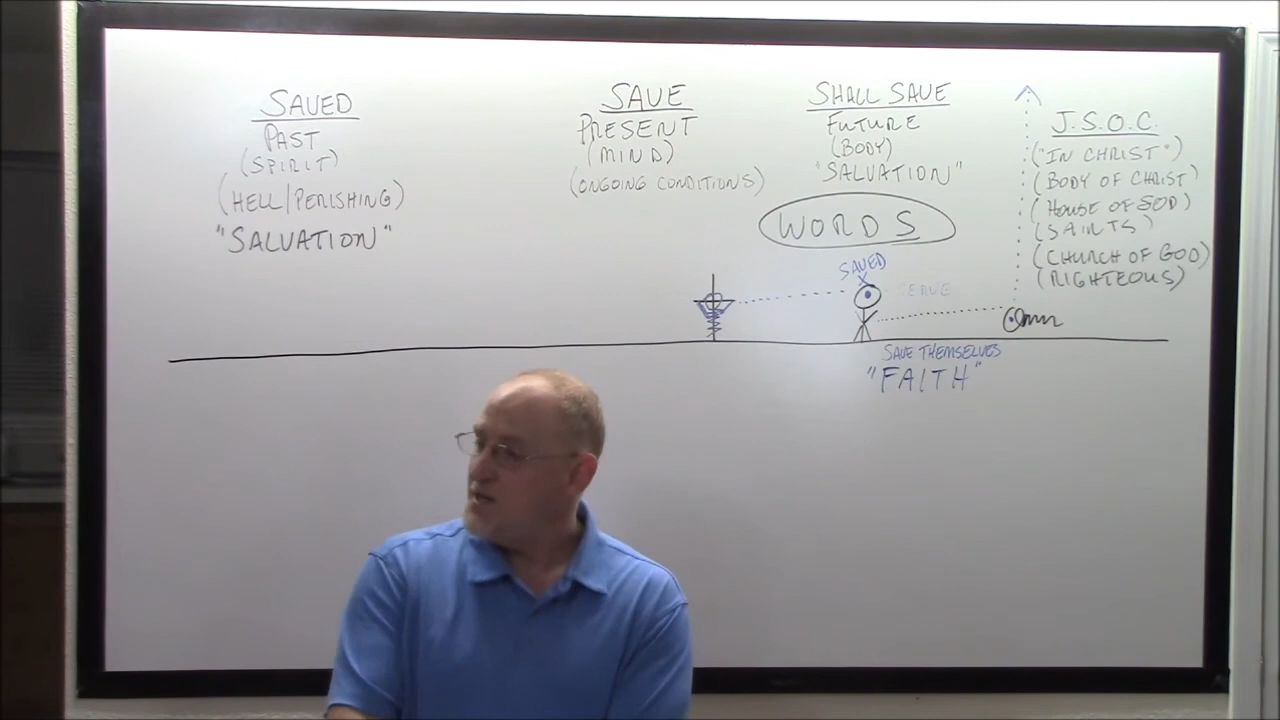 SAVED
PAST
(SPIRIT)
(HELL/PERISHING)
"SALVATION"
SAVE
PRESENT
(MIND)
(ONGOING CONDITIONS)
SHALL SAVE
FUTURE
(BODY)
"SALVATION"
WORDS
J.S.O.C.
("IN CHRIST")
(BODY OF CHRIST)
(HOUSE OF GOD)
(SAINTS)
(CHURCH OF GOD)
(RIGHTEOUS)
SAVED
SERVE
SAVE THEMSELVES
"FAITH"